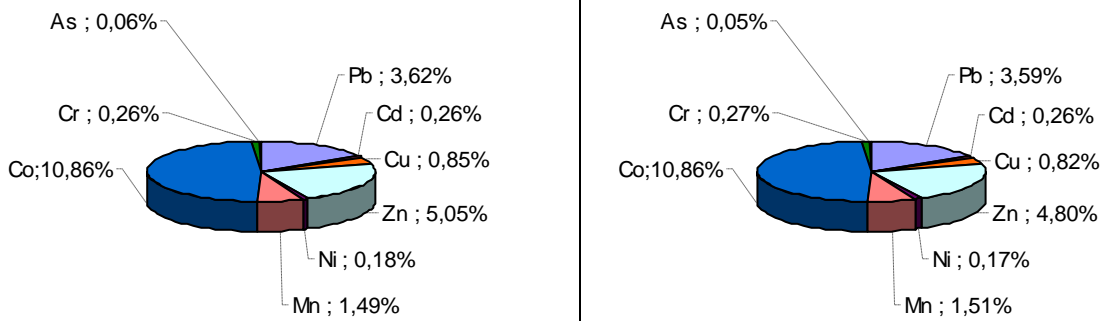 As ; 0,06%
Pb ; 3,62%
Cr ; 0,26%
Cd ; 0,26%
Cu ; 0,85%
Co;10,86%
Zn ; 5,05%
Ni ; 0,18%
Mn ; 1,49%
As ; 0,05%
Pb ; 3,59%
Cr ; 0,27%
Cd ; 0,26%
Cu ; 0,82%
Co;10,86%
Zn ; 4,80%
Ni ; 0,17%
Mn ; 1,51%